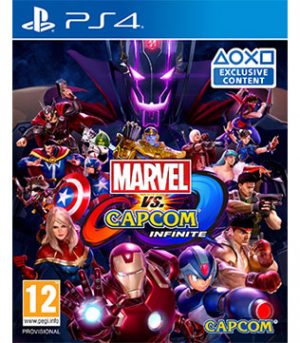 PS4
EXCLUSIVE
CONTENT
MARVEL
VS.
CAPCOM
INFINITE
12
www.pegi.info
PROVISIONAL
CAPCOM